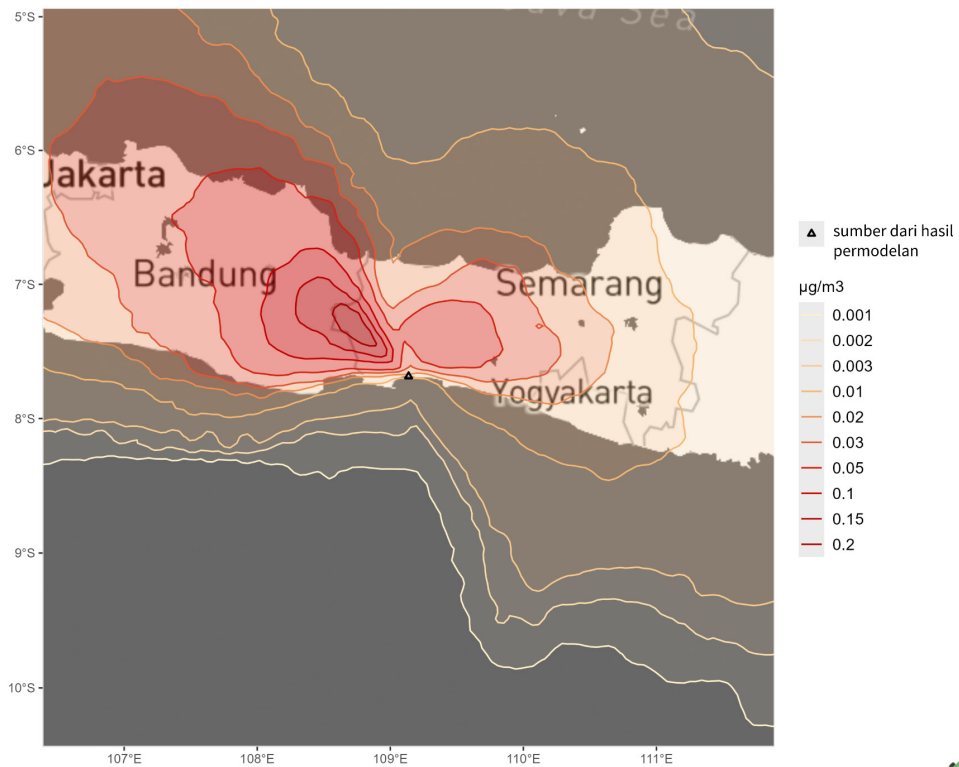 Java Sea
5°S
6°S
Jakarta
7°S
Bandung
Semarang
Yogyakarta
8°S
9°S
10°S
107°E
108°E
109°E
110°E
111°E
sumber dari hasil
permodelan
µg/m3
0.001
0.002
0.003
0.01
0.02
0.03
0.05
0.1
0.15
0.2